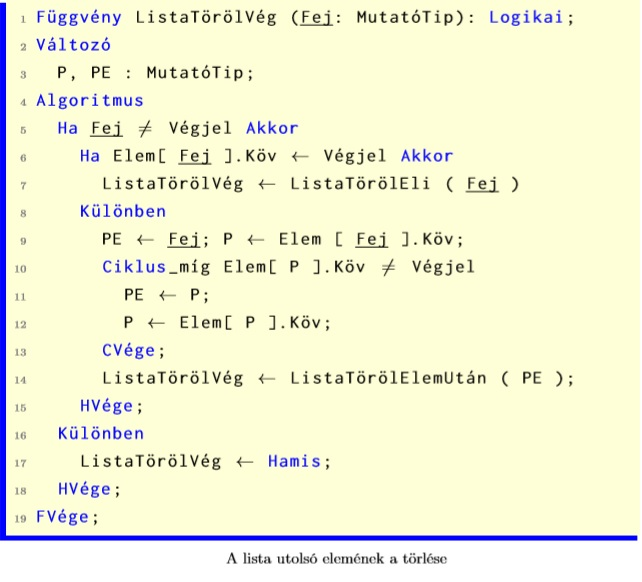 1 Függvény ListaTörölVég (Fej: MutatóTip): Logikai;
2 Változó
3 P, PE : MutatóTip;
4 Algoritmus
5 Ha Fej ≠ Végjel Akkor
6 Ha Elem[ Fej ].Köv ← Végjel Akkor
7 ListaTörölVég ← ListaTörölEli ( Fej )
8 Különben
9 PE ← Fej; P ← Elem [ Fej ].Köv;
10 Ciklus_míg Elem[ P ].Köv ≠ Végjel
11 PE ← P;
12 P ← Elem[ P ].Köv;
13 CVége;
14 ListaTörölVég ← ListaTörölElemUtán ( PE );
15 HVége;
16 Különben
17 ListaTörölVég ← Hamis;
18 HVége;
19 FVége;
A lista utolsó elemének a törlése